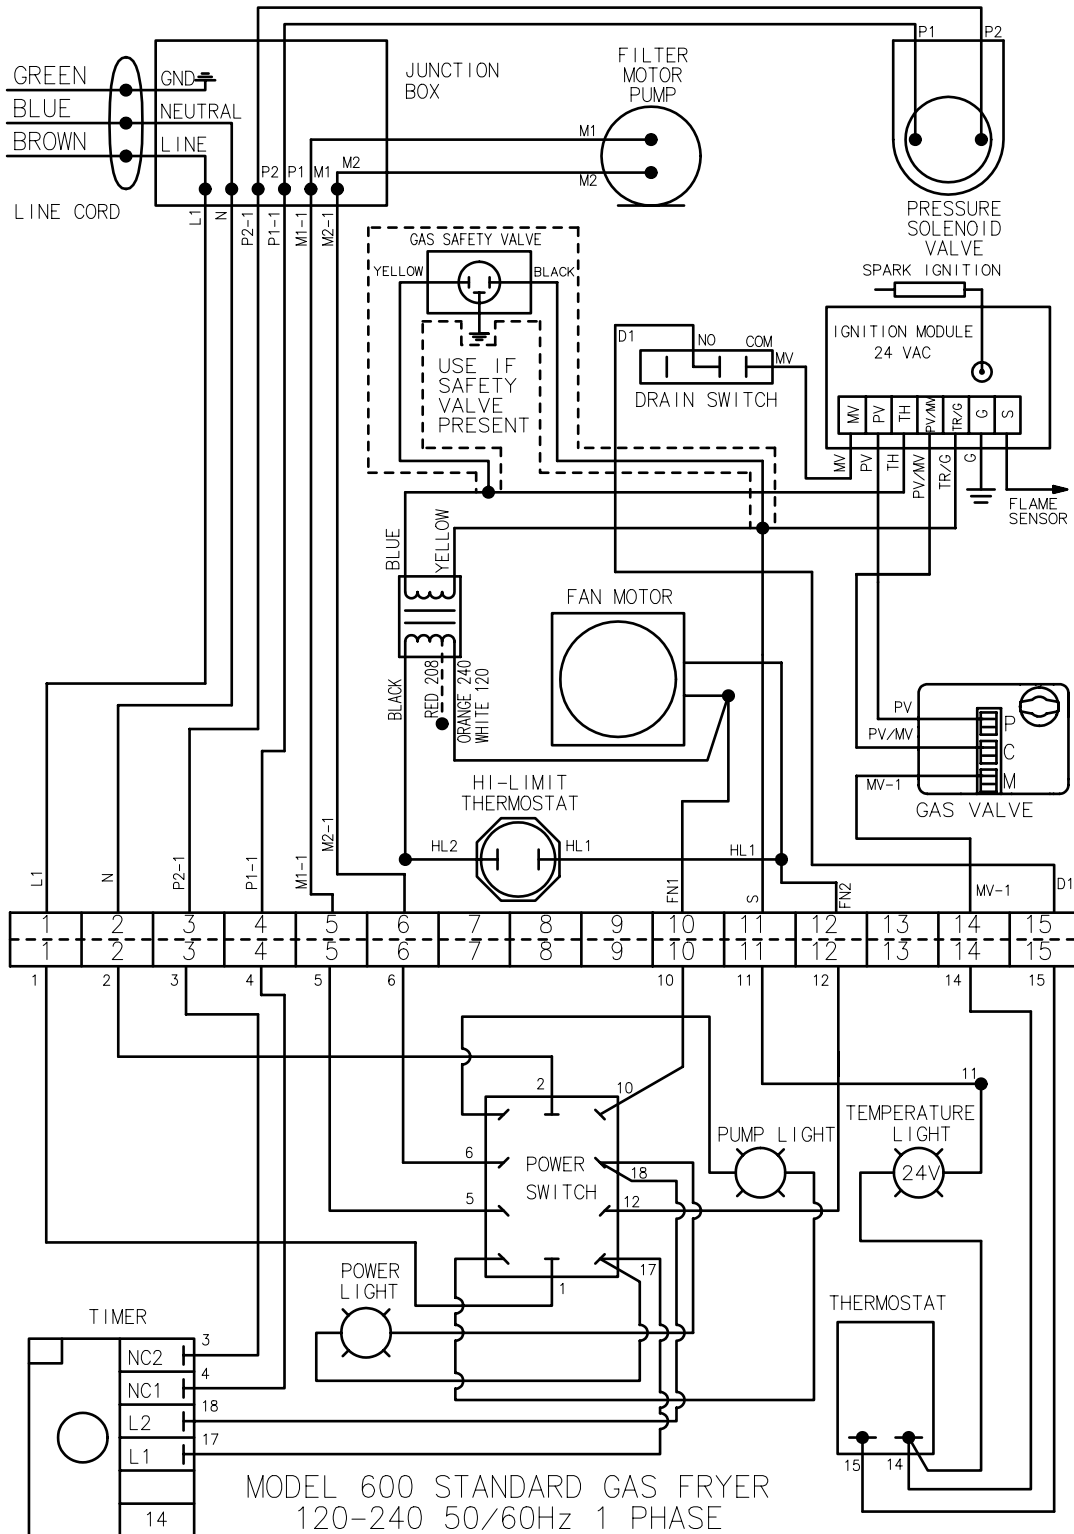 P1
P2
GREEN
GND
BLUE
NEUTRAL
BROWN
LINE
LINE CORD
JUNCTION
BOX
FILTER
MOTOR
PUMP
M1
M2
P2
P1
M1
M2
L1
N
P2-1
P1-1
M1-1
M2-1
PRESSURE
SOLENOID
VALVE
GAS SAFETY VALVE
YELLOW
BLACK
USE IF
SAFETY
VALVE
PRESENT
SPARK IGNITION
IGNITION MODULE
24 VAC
D1
NO
COM
MV
DRAIN SWITCH
MV
PV
TH
PV/MV
TR/G
G
S
MV
PV
TH
PV/MV
TR/G
G
FLAME
SENSOR
BLUE
YELLOW
FAN MOTOR
BLACK
RED 208
ORANGE 240
WHITE 120
PV
P
PV/MV
C
MV-1
M
GAS VALVE
HI-LIMIT
THERMOSTAT
HL2
HL1
HL1
L1
N
P2-1
P1-1
M1-1
M2-1
FN1
S
FN2
MV-1
D1
1 2 3 4 5 6 7 8 9 10 11 12 13 14 15
1 2 3 4 5 6 7 8 9 10 11 12 13 14 15
1 2 3 4 5 6 10 11 12 14 15
2
10
11
6
POWER
SWITCH
18
5
12
17
1
PUMP LIGHT
TEMPERATURE
LIGHT
24V
POWER
LIGHT
THERMOSTAT
15
14
TIMER
NC2
3
NC1
4
L2
18
L1
17
14
MODEL 600 STANDARD GAS FRYER
120-240 50/60Hz 1 PHASE